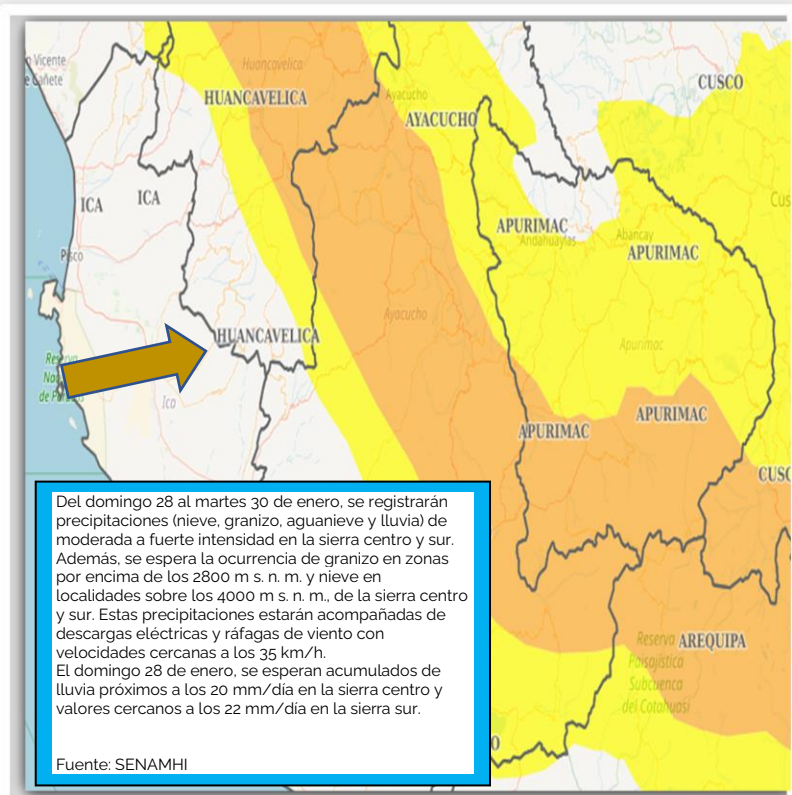 n Vicente
e Cañete
Huancavelica
HUANCAVELICA
Ayacucho
AYACUCHO
CUSCO
ICA
ICA
APURIMAC
Andahuaylas
Abancay
APURIMAC
Cus
Pisco
Ayacucho
HUANCAVELICA
Apurimac
Rese
Na
de P
Ica
APURIMAC
APURIMAC
CUSC
Del domingo 28 al martes 30 de enero, se registrarán
precipitaciones (nieve, granizo, aguanieve y lluvia) de
moderada a fuerte intensidad en la sierra centro y sur.
Además, se espera la ocurrencia de granizo en zonas
por encima de los 2800 m s. n. m. y nieve en
localidades sobre los 4000 m s. n. m., de la sierra centro
y sur. Estas precipitaciones estarán acompañadas de
descargas eléctricas y ráfagas de viento con
velocidades cercanas a los 35 km/h.
El domingo 28 de enero, se esperan acumulados de
lluvia próximos a los 20 mm/día en la sierra centro y
valores cercanos a los 22 mm/día en la sierra sur.
Fuente: SENAMHI
Reserva
Paisajística
Subcuenca
del Cotahuasi
AREQUIPA
O